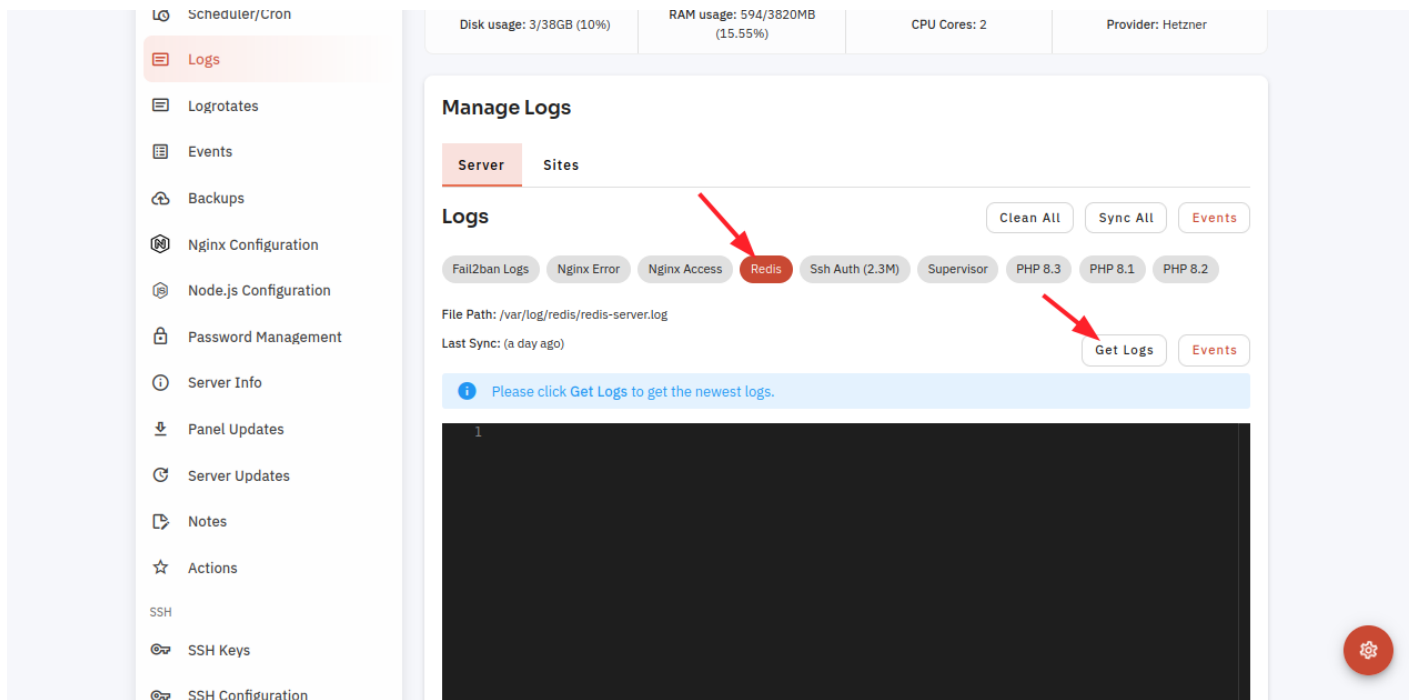 Scheduler/Cron
Logs
Logrotates
Events
Backups
Nginx Configuration
Node.js Configuration
Password Management
Server Info
Panel Updates
Server Updates
Notes
Actions
SSH
SSH Keys
SSH Configuration
Disk usage: 3/38GB (10%)
RAM usage: 594/3820MB
(15.55%)
CPU Cores: 2
Provider: Hetzner
Manage Logs
Server Sites
Logs
Clean All Sync All Events
Fail2ban Logs Nginx Error Nginx Access Redis Ssh Auth (2.3M) Supervisor PHP 8.3 PHP 8.1 PHP 8.2
File Path: /var/log/redis/redis-server.log
Last Sync: (a day ago)
Get Logs Events
Please click Get Logs to get the newest logs.
1